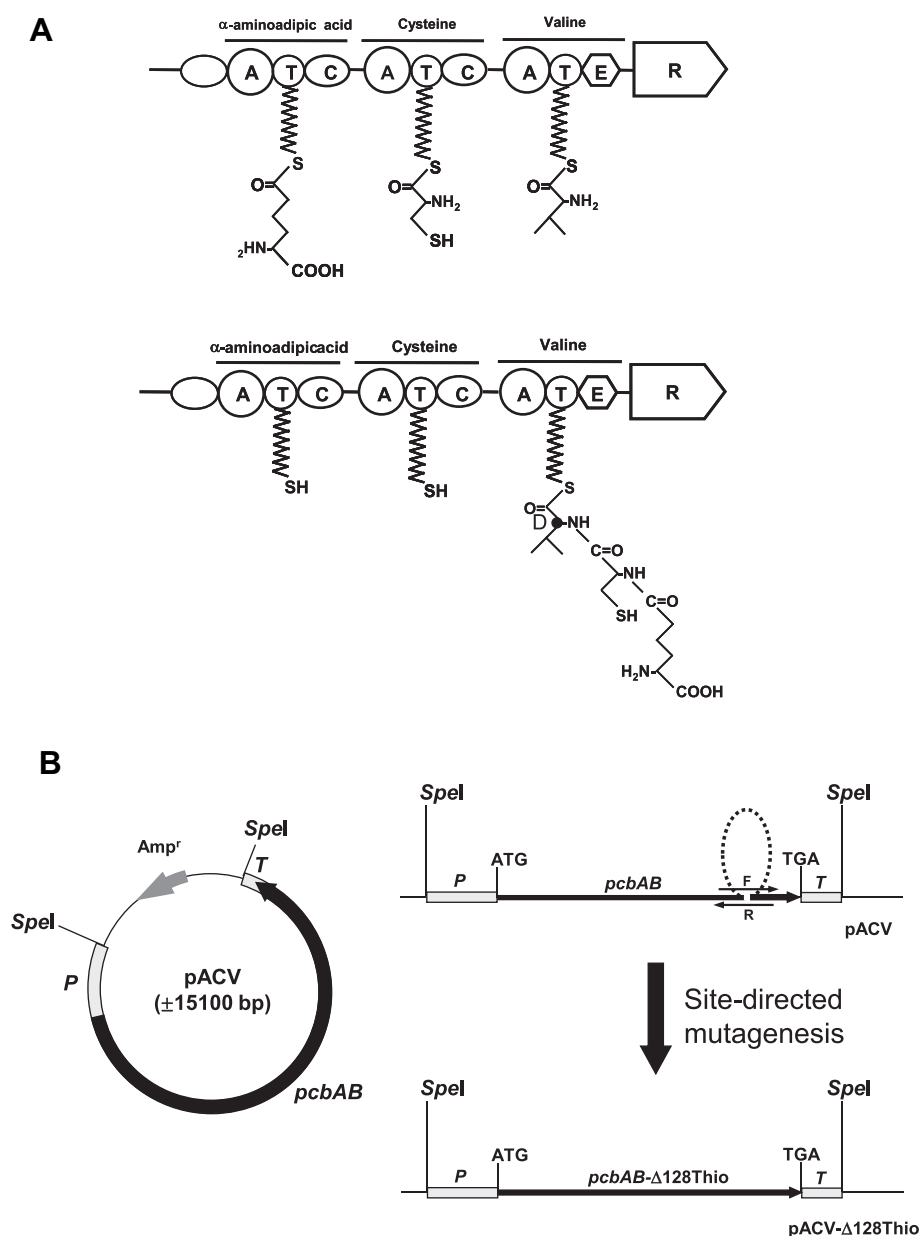 A
α-aminoadipic acid Cysteine Valine
A T C A T C A T E R
S S S
O= O= O=
NH₂ NH₂
SH
₂HN COOH
α-aminoadipicacid Cysteine Valine
A T C A T C A T E R
SH SH S
O=
D NH
C=O
NH
SH C=O
H₂N
COOH
B
SpeI
Ampʳ T
SpeI
P
pACV
(±15100 bp)
pcbAB
SpeI SpeI
ATG TGA
P pcbAB F T
R
pACV
Site-directed
mutagenesis
SpeI SpeI
ATG TGA
P pcbAB-Δ128Thio T
pACV-Δ128Thio